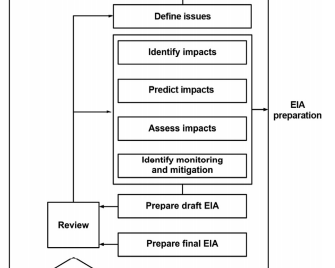 Define issues
Identify impacts
Predict impacts
EIA
preparation
Assess impacts
Identify monitoring
and mitigation
Prepare draft EIA
Review
Prepare final EIA